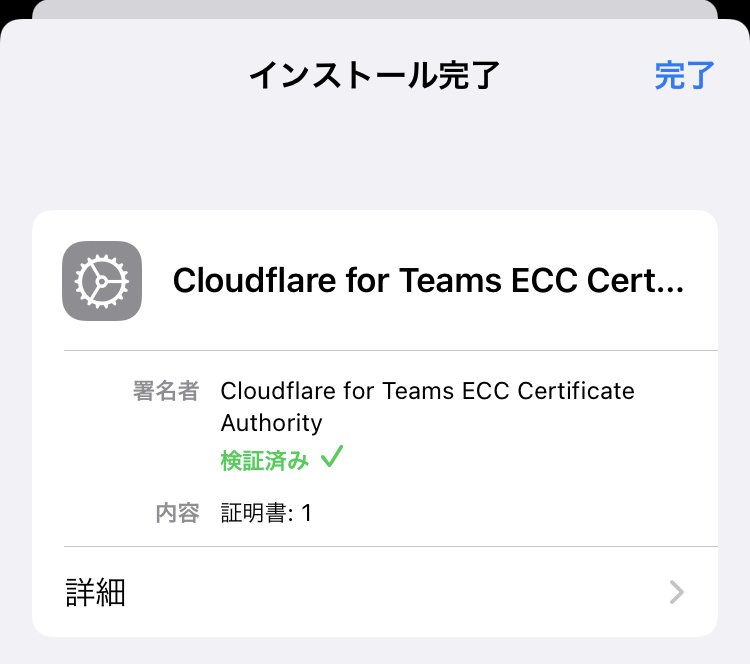 インストール完了
完了
Cloudflare for Teams ECC Cert...
署名者
Cloudflare for Teams ECC Certificate
Authority
検証済み ✓
内容
証明書: 1
詳細